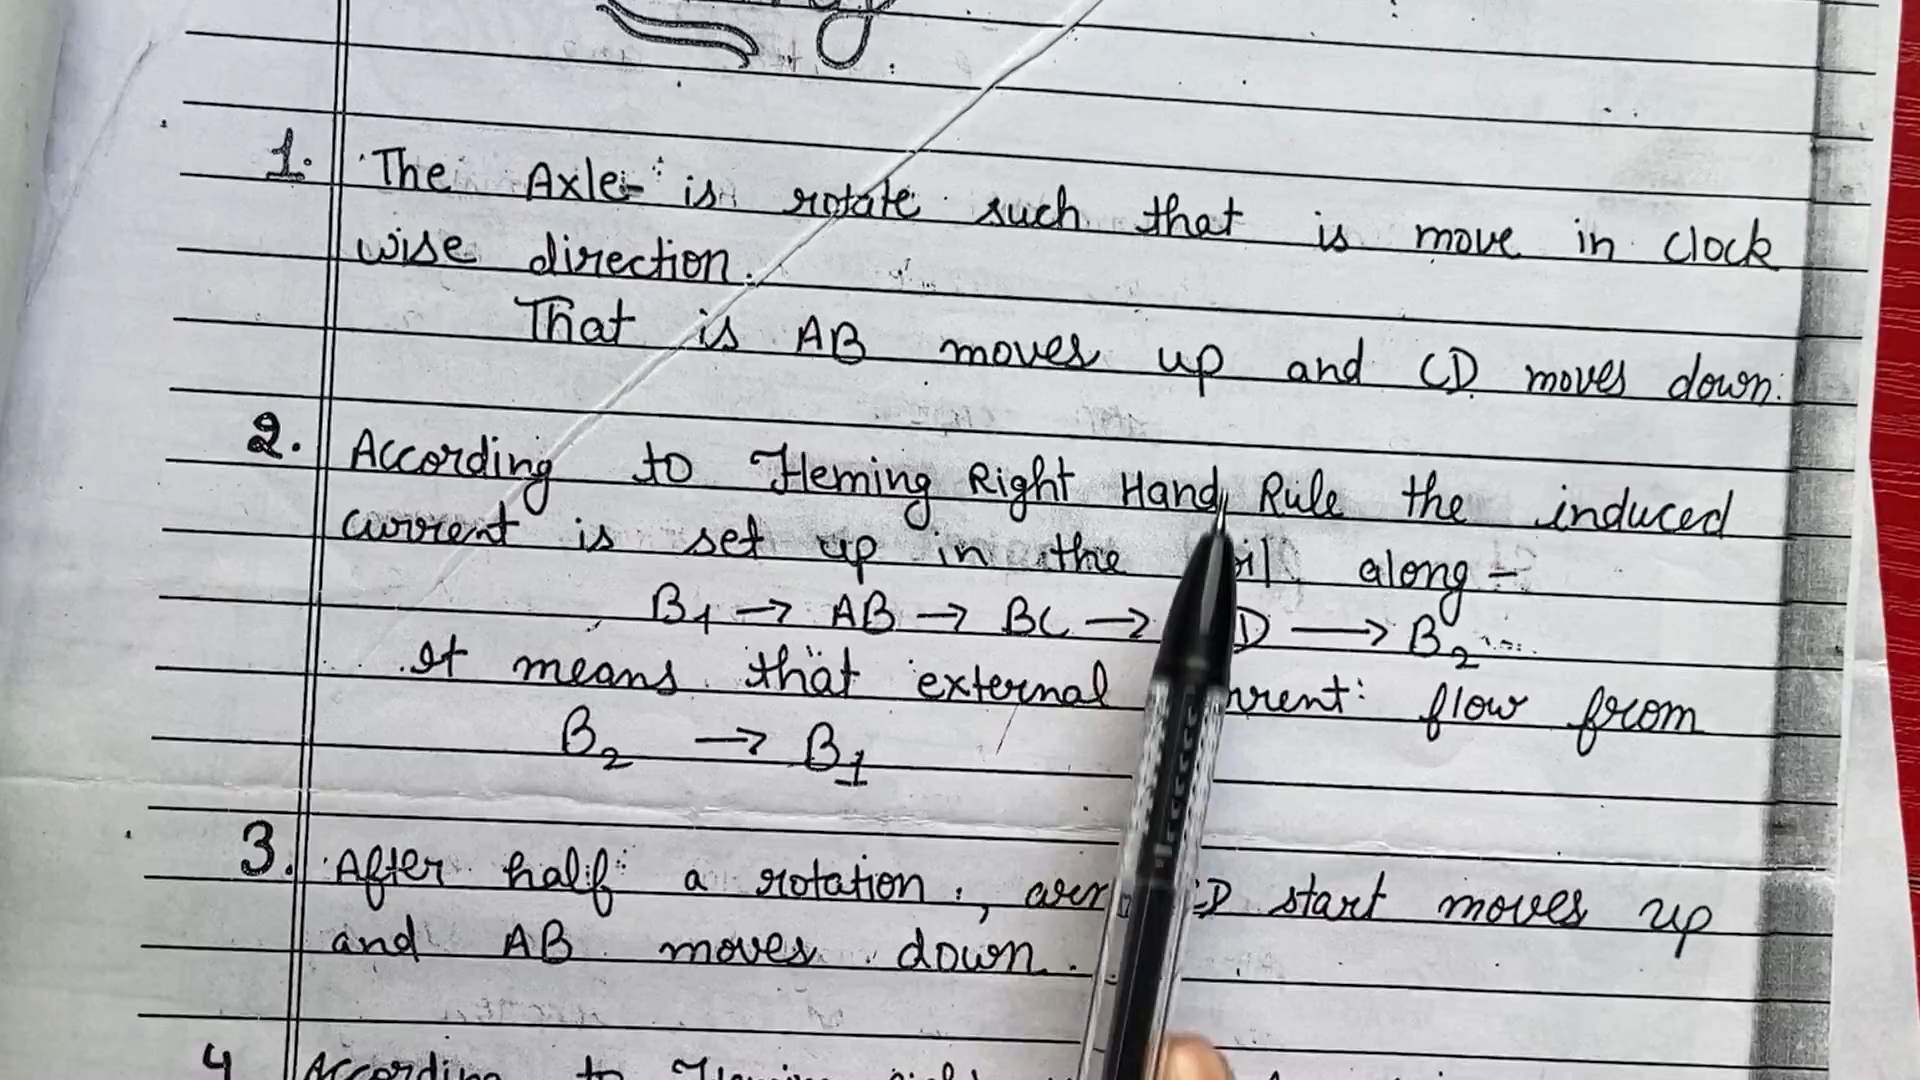 1. The Axle is rotate such that is move in clock
wise direction.
That is AB moves up and CD moves down.
2. According to Fleming Right Hand Rule the induced
current is set up in the along -
B1 → AB → BC → → B2
It means that external flow from
B2 → B1
3. After half a rotation, start moves up
and AB moves down.
4 According to